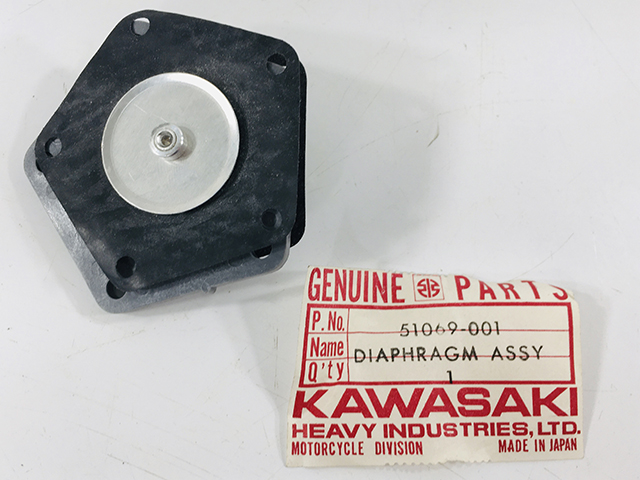 GENUINE PARTS
P.No. 51069-001
Name DIAPHRAGM ASSY
Q'ty 1
KAWASAKI
HEAVY INDUSTRIES, LTD.
MOTORCYCLE DIVISION MADE IN JAPAN